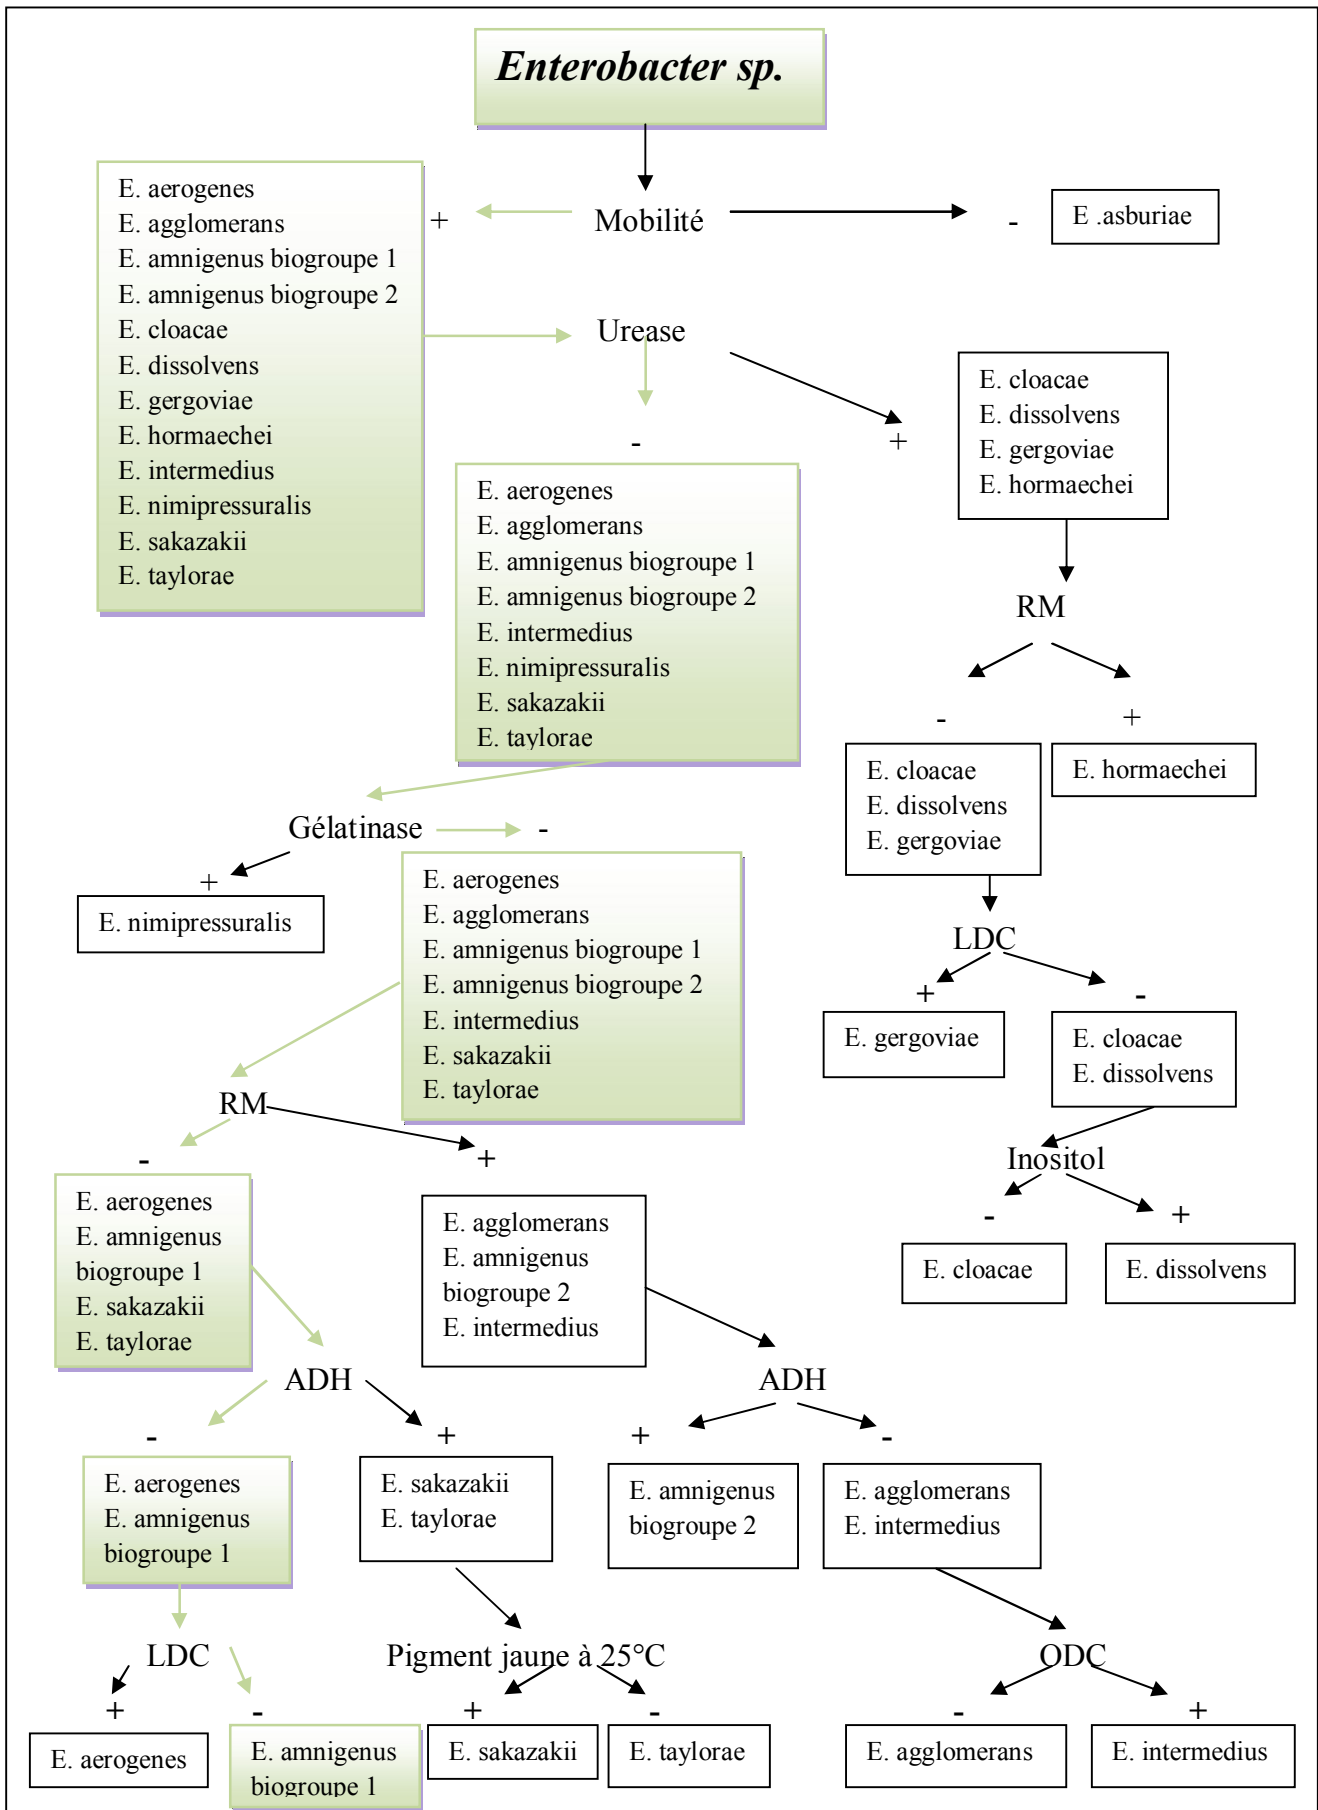 Enterobacter sp.
E. aerogenes
E. agglomerans
E. amnigenus biogroupe 1
E. amnigenus biogroupe 2
E. cloacae
E. dissolvens
E. gergoviae
E. hormaechei
E. intermedius
E. nimipressuralis
E. sakazakii
E. taylorae
+
Mobilité
-
E .asburiae
Urease
-
+
E. cloacae
E. dissolvens
E. gergoviae
E. hormaechei
E. aerogenes
E. agglomerans
E. amnigenus biogroupe 1
E. amnigenus biogroupe 2
E. intermedius
E. nimipressuralis
E. sakazakii
E. taylorae
RM
-
+
E. cloacae
E. dissolvens
E. gergoviae
E. hormaechei
Gélatinase
-
+
E. nimipressuralis
E. aerogenes
E. agglomerans
E. amnigenus biogroupe 1
E. amnigenus biogroupe 2
E. intermedius
E. sakazakii
E. taylorae
LDC
+
-
E. gergoviae
E. cloacae
E. dissolvens
RM
-
+
Inositol
-
+
E. cloacae
E. dissolvens
E. aerogenes
E. amnigenus
biogroupe 1
E. sakazakii
E. taylorae
E. agglomerans
E. amnigenus
biogroupe 2
E. intermedius
ADH
-
+
ADH
+
-
E. aerogenes
E. amnigenus
biogroupe 1
E. sakazakii
E. taylorae
E. amnigenus
biogroupe 2
E. agglomerans
E. intermedius
LDC
+
-
Pigment jaune à 25°C
+
-
ODC
-
+
E. aerogenes
E. amnigenus
biogroupe 1
E. sakazakii
E. taylorae
E. agglomerans
E. intermedius